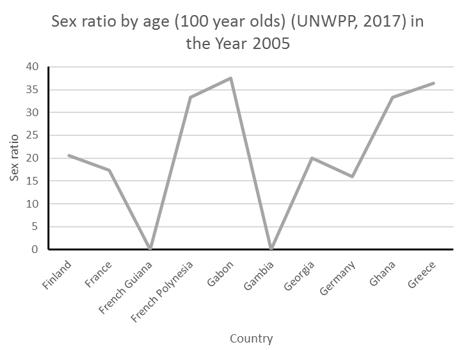 Sex ratio by age (100 year olds) (UNWPP, 2017) in
the Year 2005
40
35
30
25
20
15
10
5
0
Sex ratio
Finland
France
French Guiana
French Polynesia
Gabon
Gambia
Georgia
Germany
Ghana
Greece
Country